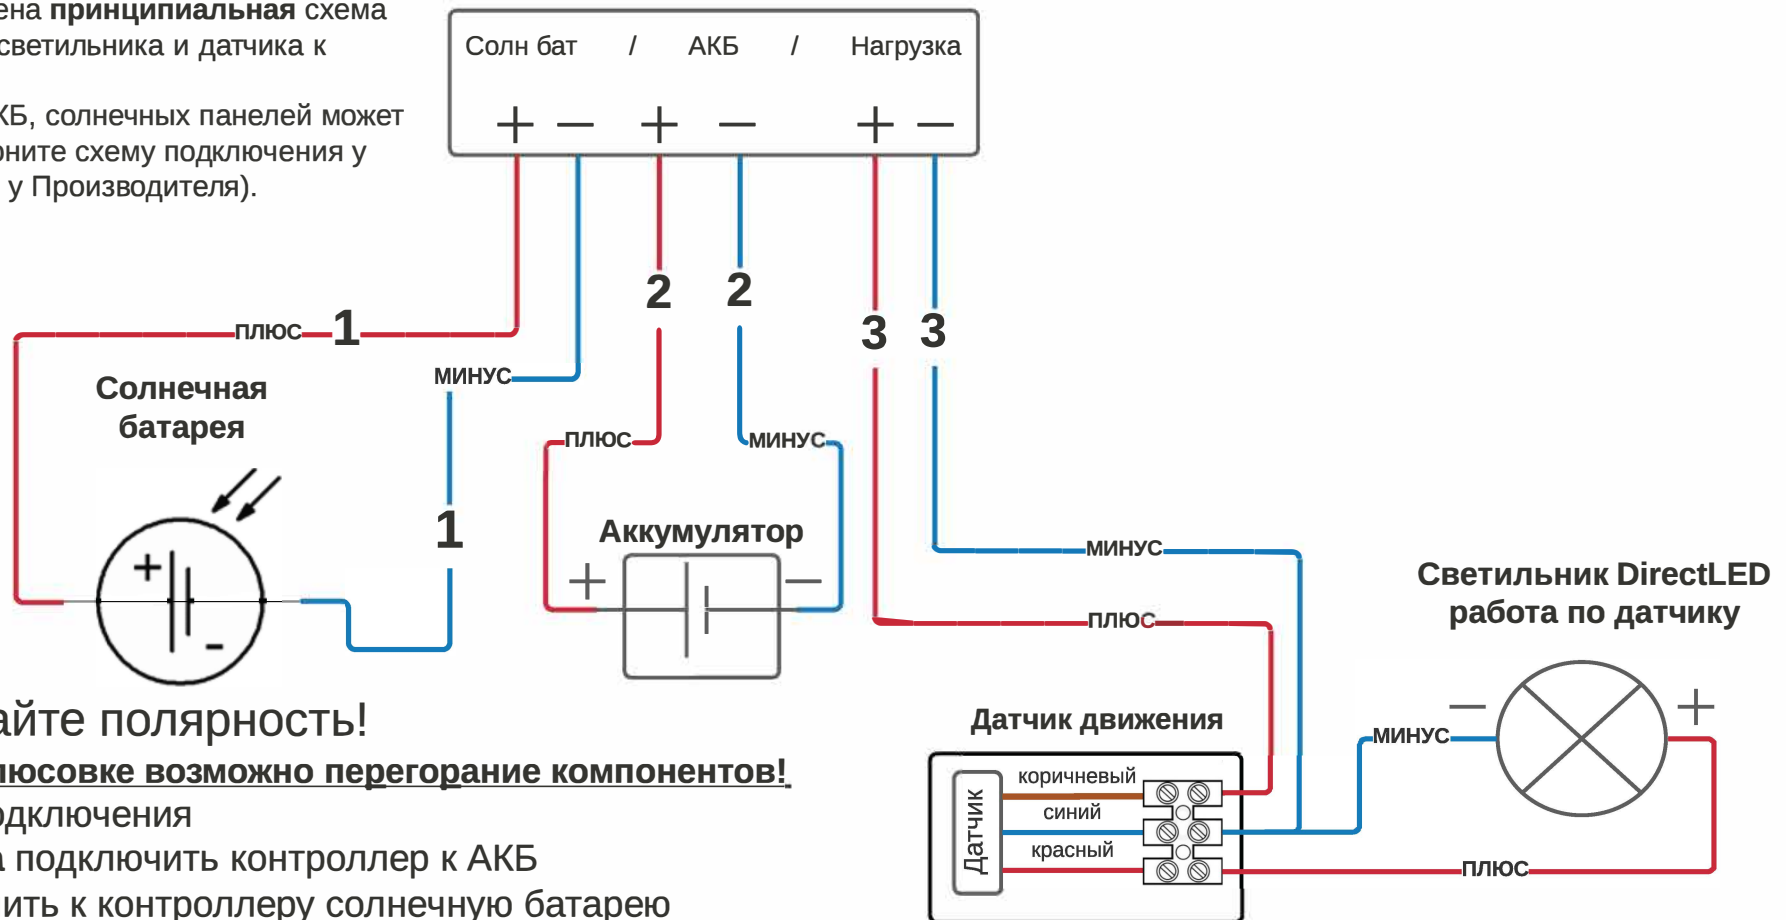 ена принципиальная схема
светильника и датчика к
КБ, солнечных панелей может
ните схему подключения у
у Производителя).
Солн бат / АКБ / Нагрузка
+ − + − + −
2 2
3 3
ПЛЮС 1
МИНУС
Солнечная
батарея
ПЛЮС
МИНУС
1
Аккумулятор
+ −
+
-
МИНУС
ПЛЮС
Светильник DirectLED
работа по датчику
− +
МИНУС
Датчик движения
Датчик
коричневый
синий
красный
ПЛЮС
айте полярность!
люсовке возможно перегорание компонентов!
одключения
а подключить контроллер к АКБ
ить к контроллеру солнечную батарею